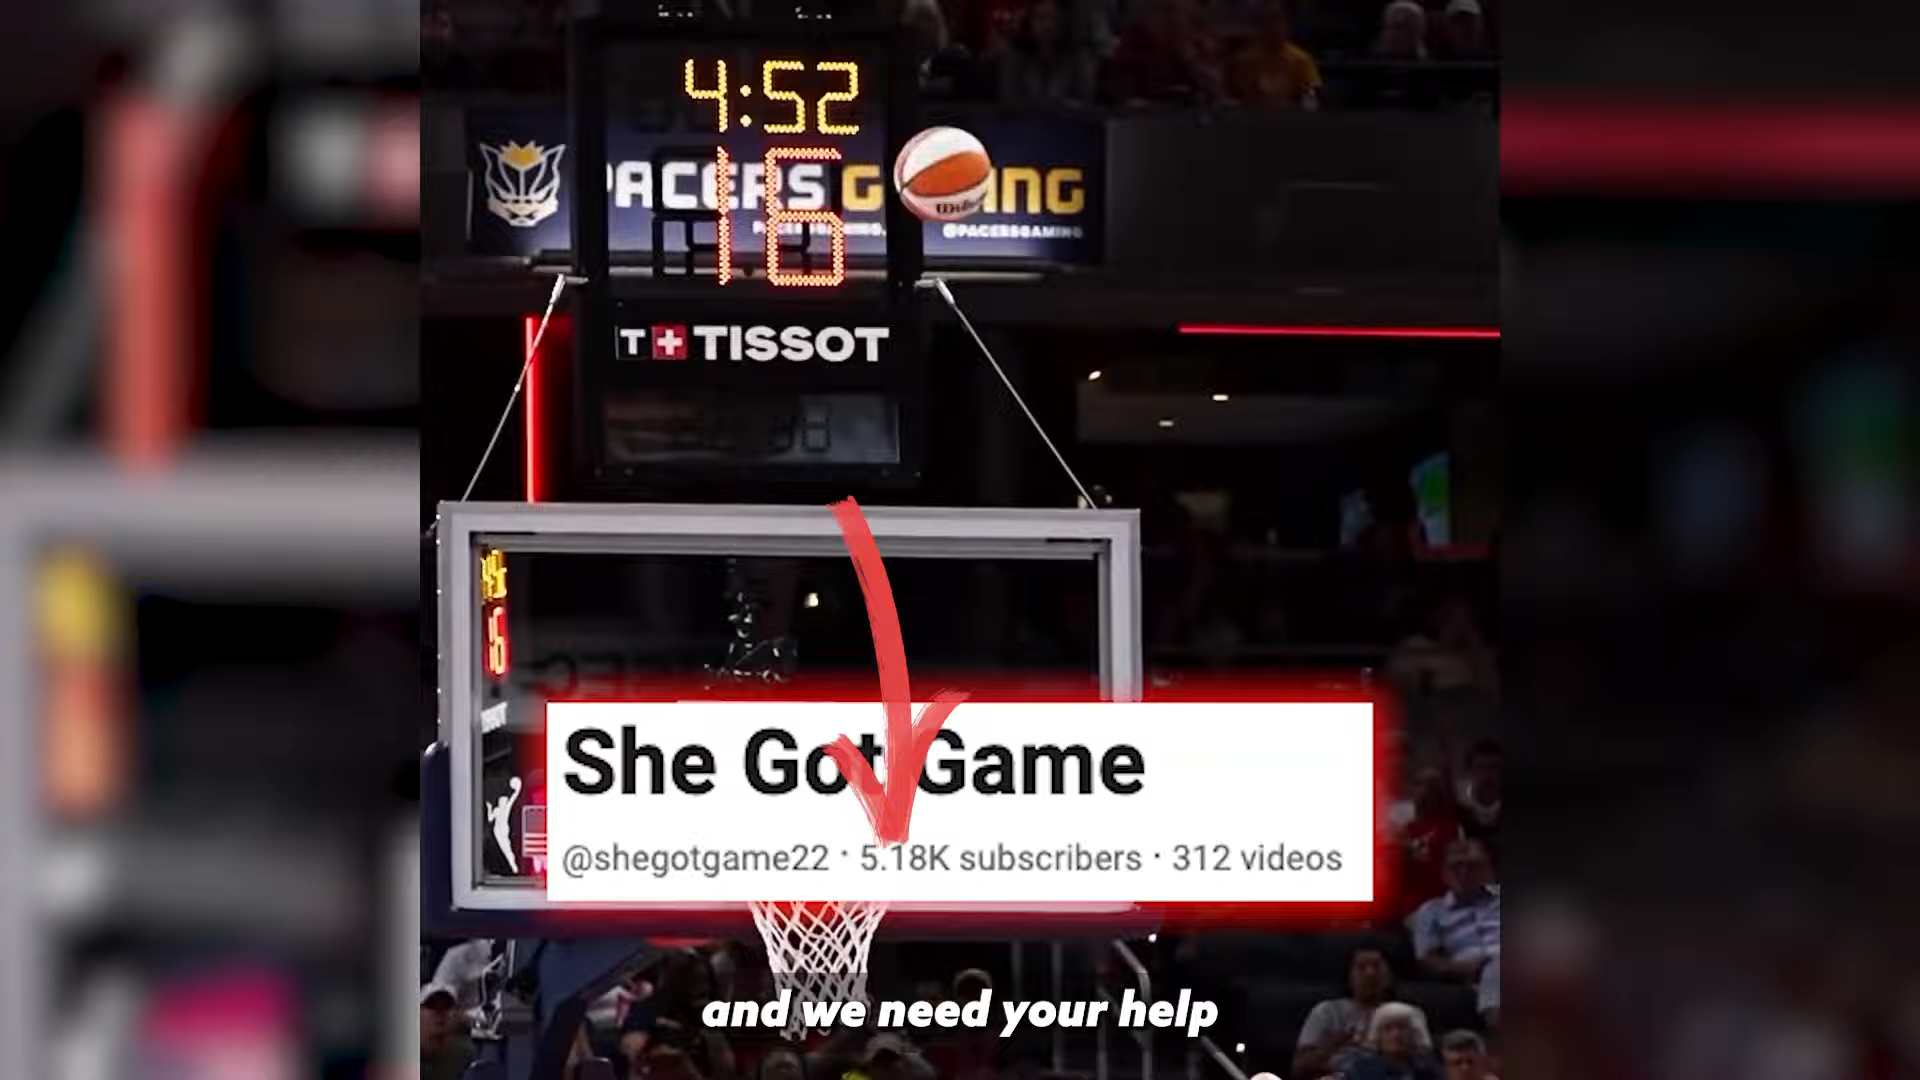 4:52
PACERS GAMING
16
@PACERSGAMING
T+ TISSOT
She Got Game
@shegotgame22 · 5.18K subscribers · 312 videos
and we need your help